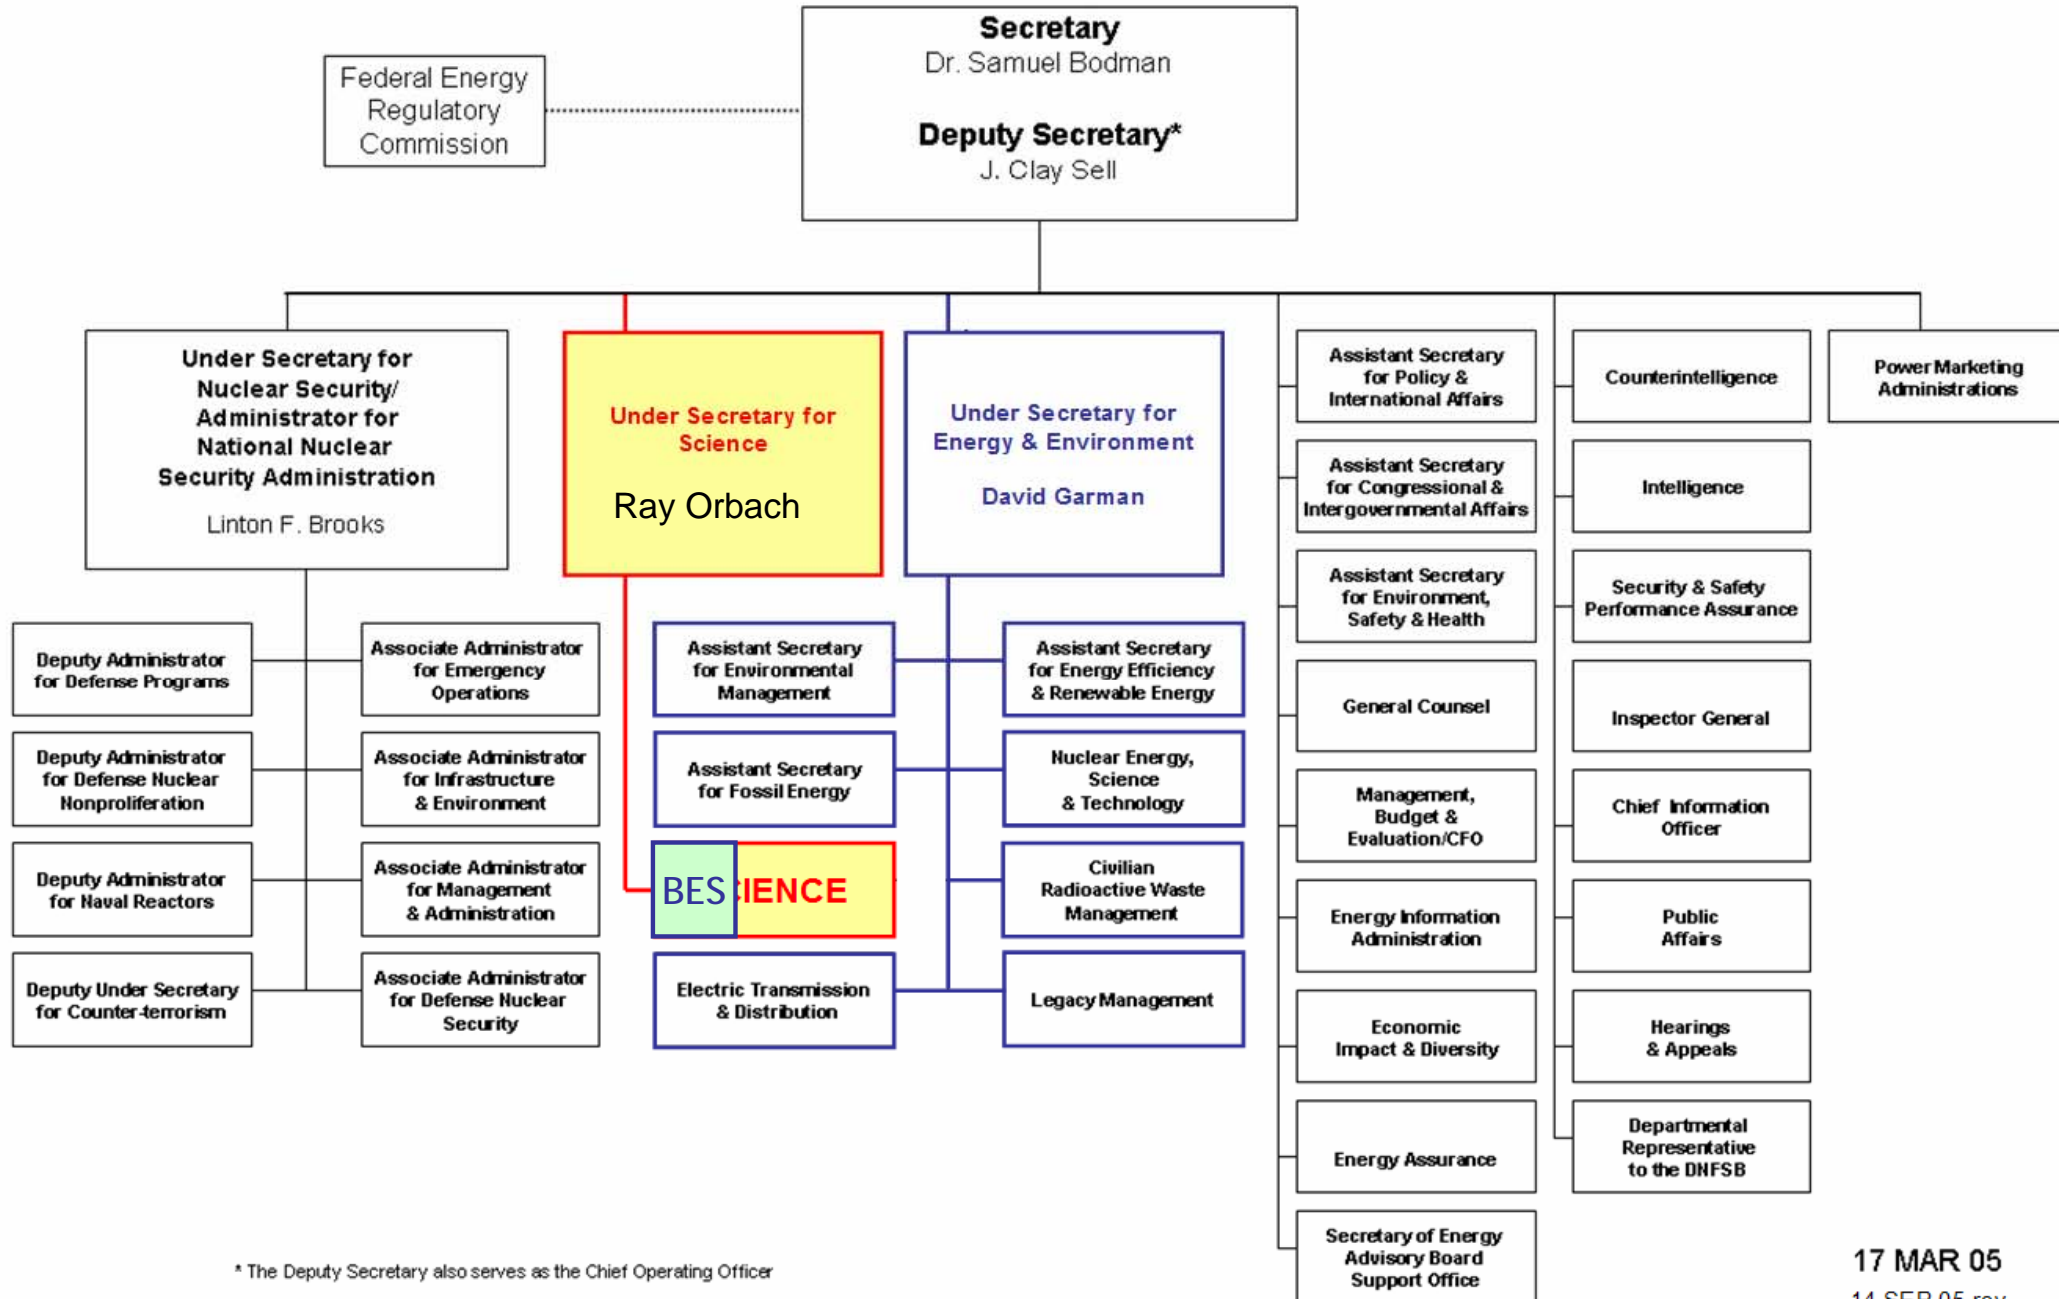 Secretary
Dr. Samuel Bodman
Deputy Secretary*
J. Clay Sell
Federal Energy
Regulatory
Commission
Under Secretary for
Nuclear Security/
Administrator for
National Nuclear
Security Administration
Linton F. Brooks
Under Secretary for
Science
Ray Orbach
Under Secretary for
Energy & Environment
David Garman
Deputy Administrator
for Defense Programs
Associate Administrator
for Emergency
Operations
Deputy Administrator
for Defense Nuclear
Nonproliferation
Associate Administrator
for Infrastructure
& Environment
Deputy Administrator
for Naval Reactors
Associate Administrator
for Management
& Administration
Deputy Under Secretary
for Counter-terrorism
Associate Administrator
for Defense Nuclear
Security
Assistant Secretary
for Environmental
Management
Assistant Secretary
for Energy Efficiency
& Renewable Energy
Assistant Secretary
for Fossil Energy
Nuclear Energy,
Science
& Technology
BES
CIENCE
Civilian
Radioactive Waste
Management
Electric Transmission
& Distribution
Legacy Management
Assistant Secretary
for Policy &
International Affairs
Assistant Secretary
for Congressional &
Intergovernmental Affairs
Assistant Secretary
for Environment,
Safety & Health
General Counsel
Management,
Budget &
Evaluation/CFO
Energy Information
Administration
Economic
Impact & Diversity
Energy Assurance
Secretary of Energy
Advisory Board
Support Office
Counterintelligence
Intelligence
Security & Safety
Performance Assurance
Inspector General
Chief Information
Officer
Public
Affairs
Hearings
& Appeals
Departmental
Representative
to the DNFSB
Power Marketing
Administrations
* The Deputy Secretary also serves as the Chief Operating Officer
17 MAR 05
14 SEP 05 rev